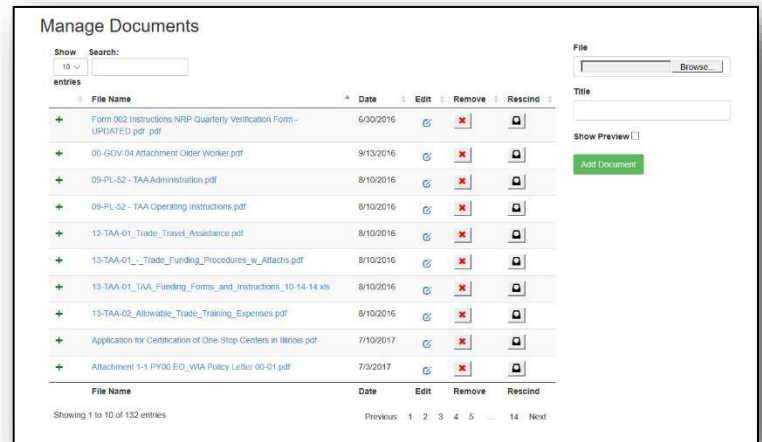 Manage Documents
Show Search:
10
entries
File Name Date Edit Remove Rescind
Form 002 Instructions NRP Quarterly Verification Form -
UPDATED.pdf .pdf 6/30/2016
00-GOV-04 Attachment Older Worker.pdf 9/13/2016
09-PL-52 - TAA Administration.pdf 8/10/2016
09-PL-52 - TAA Operating Instructions.pdf 8/10/2016
12-TAA-01_Trade_Travel_Assistance.pdf 8/10/2016
13-TAA-01_-_Trade_Funding_Procedures_w_Attachs.pdf 8/10/2016
13-TAA-01_TAA_Funding_Forms_and_Instructions_10-14-14.xls 8/10/2016
13-TAA-02_Allowable_Trade_Training_Expenses.pdf 8/10/2016
Application for Certification of One-Stop Centers in Illinois.pdf 7/10/2017
Attachment 1-1 PY00 EO_WIA Policy Letter 00-01.pdf 7/3/2017
File Name Date Edit Remove Rescind
Showing 1 to 10 of 132 entries
Previous 1 2 3 4 5 ... 14 Next
File
Browse...
Title
Show Preview
Add Document